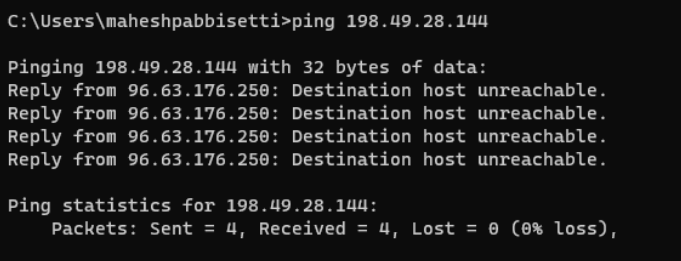 C:\Users\maheshpabbisetti>ping 198.49.28.144
Pinging 198.49.28.144 with 32 bytes of data:
Reply from 96.63.176.250: Destination host unreachable.
Reply from 96.63.176.250: Destination host unreachable.
Reply from 96.63.176.250: Destination host unreachable.
Reply from 96.63.176.250: Destination host unreachable.
Ping statistics for 198.49.28.144:
    Packets: Sent = 4, Received = 4, Lost = 0 (0% loss),